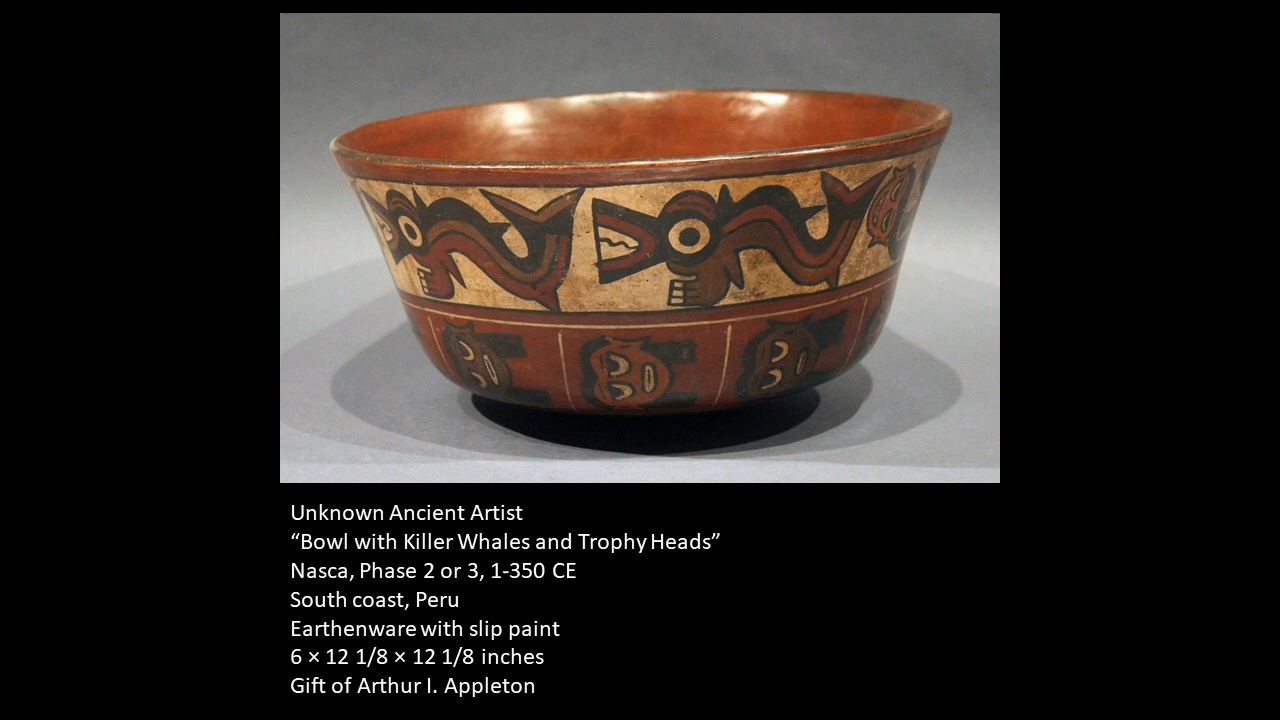 Unknown Ancient Artist
“Bowl with Killer Whales and Trophy Heads”
Nasca, Phase 2 or 3, 1-350 CE
South coast, Peru
Earthenware with slip paint
6 × 12 1/8 × 12 1/8 inches
Gift of Arthur I. Appleton